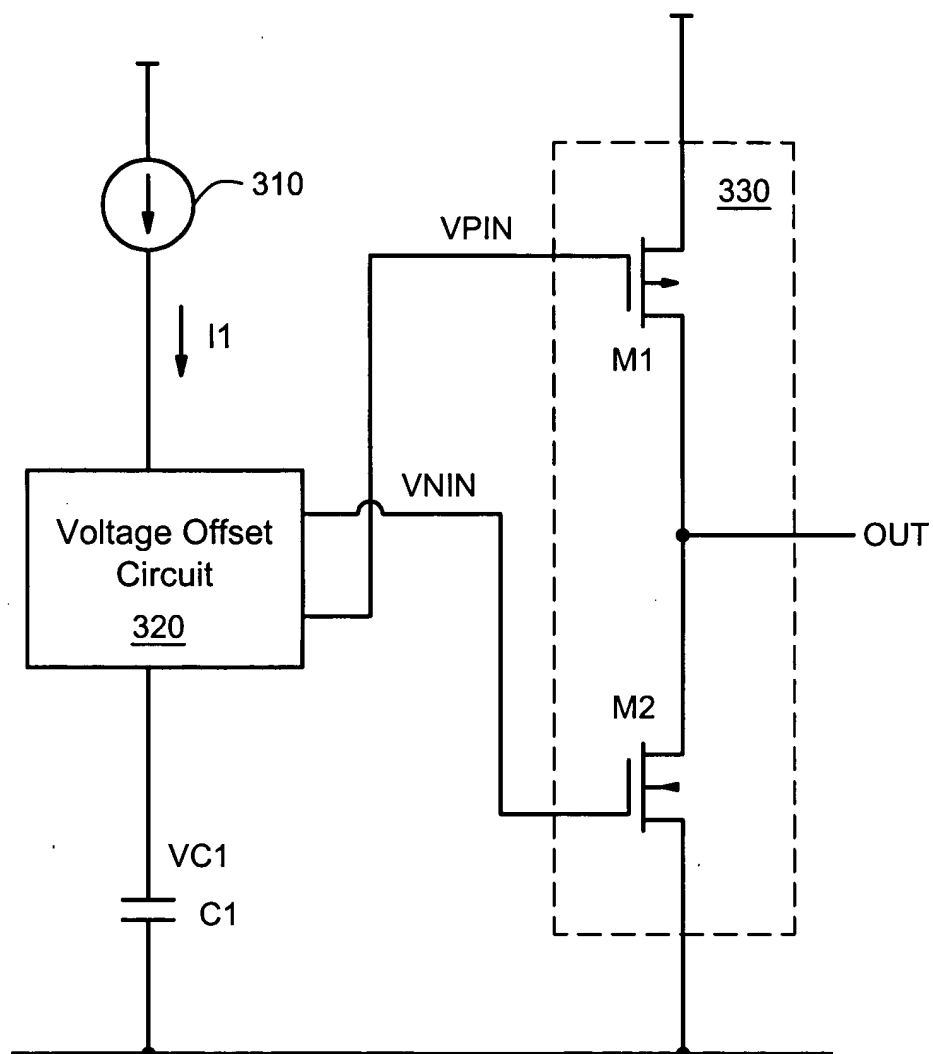 310
330
VPIN
I1
M1
VNIN
Voltage Offset
Circuit
320
OUT
M2
VC1
C1